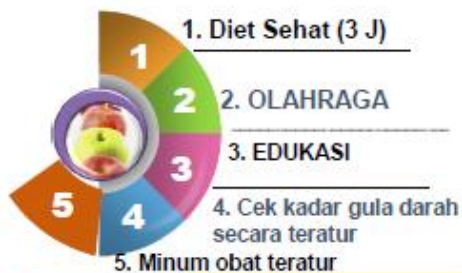 1
1. Diet Sehat (3 J)
2
2. OLAHRAGA
3
3. EDUKASI
4
4. Cek kadar gula darah
secara teratur
5
5. Minum obat teratur